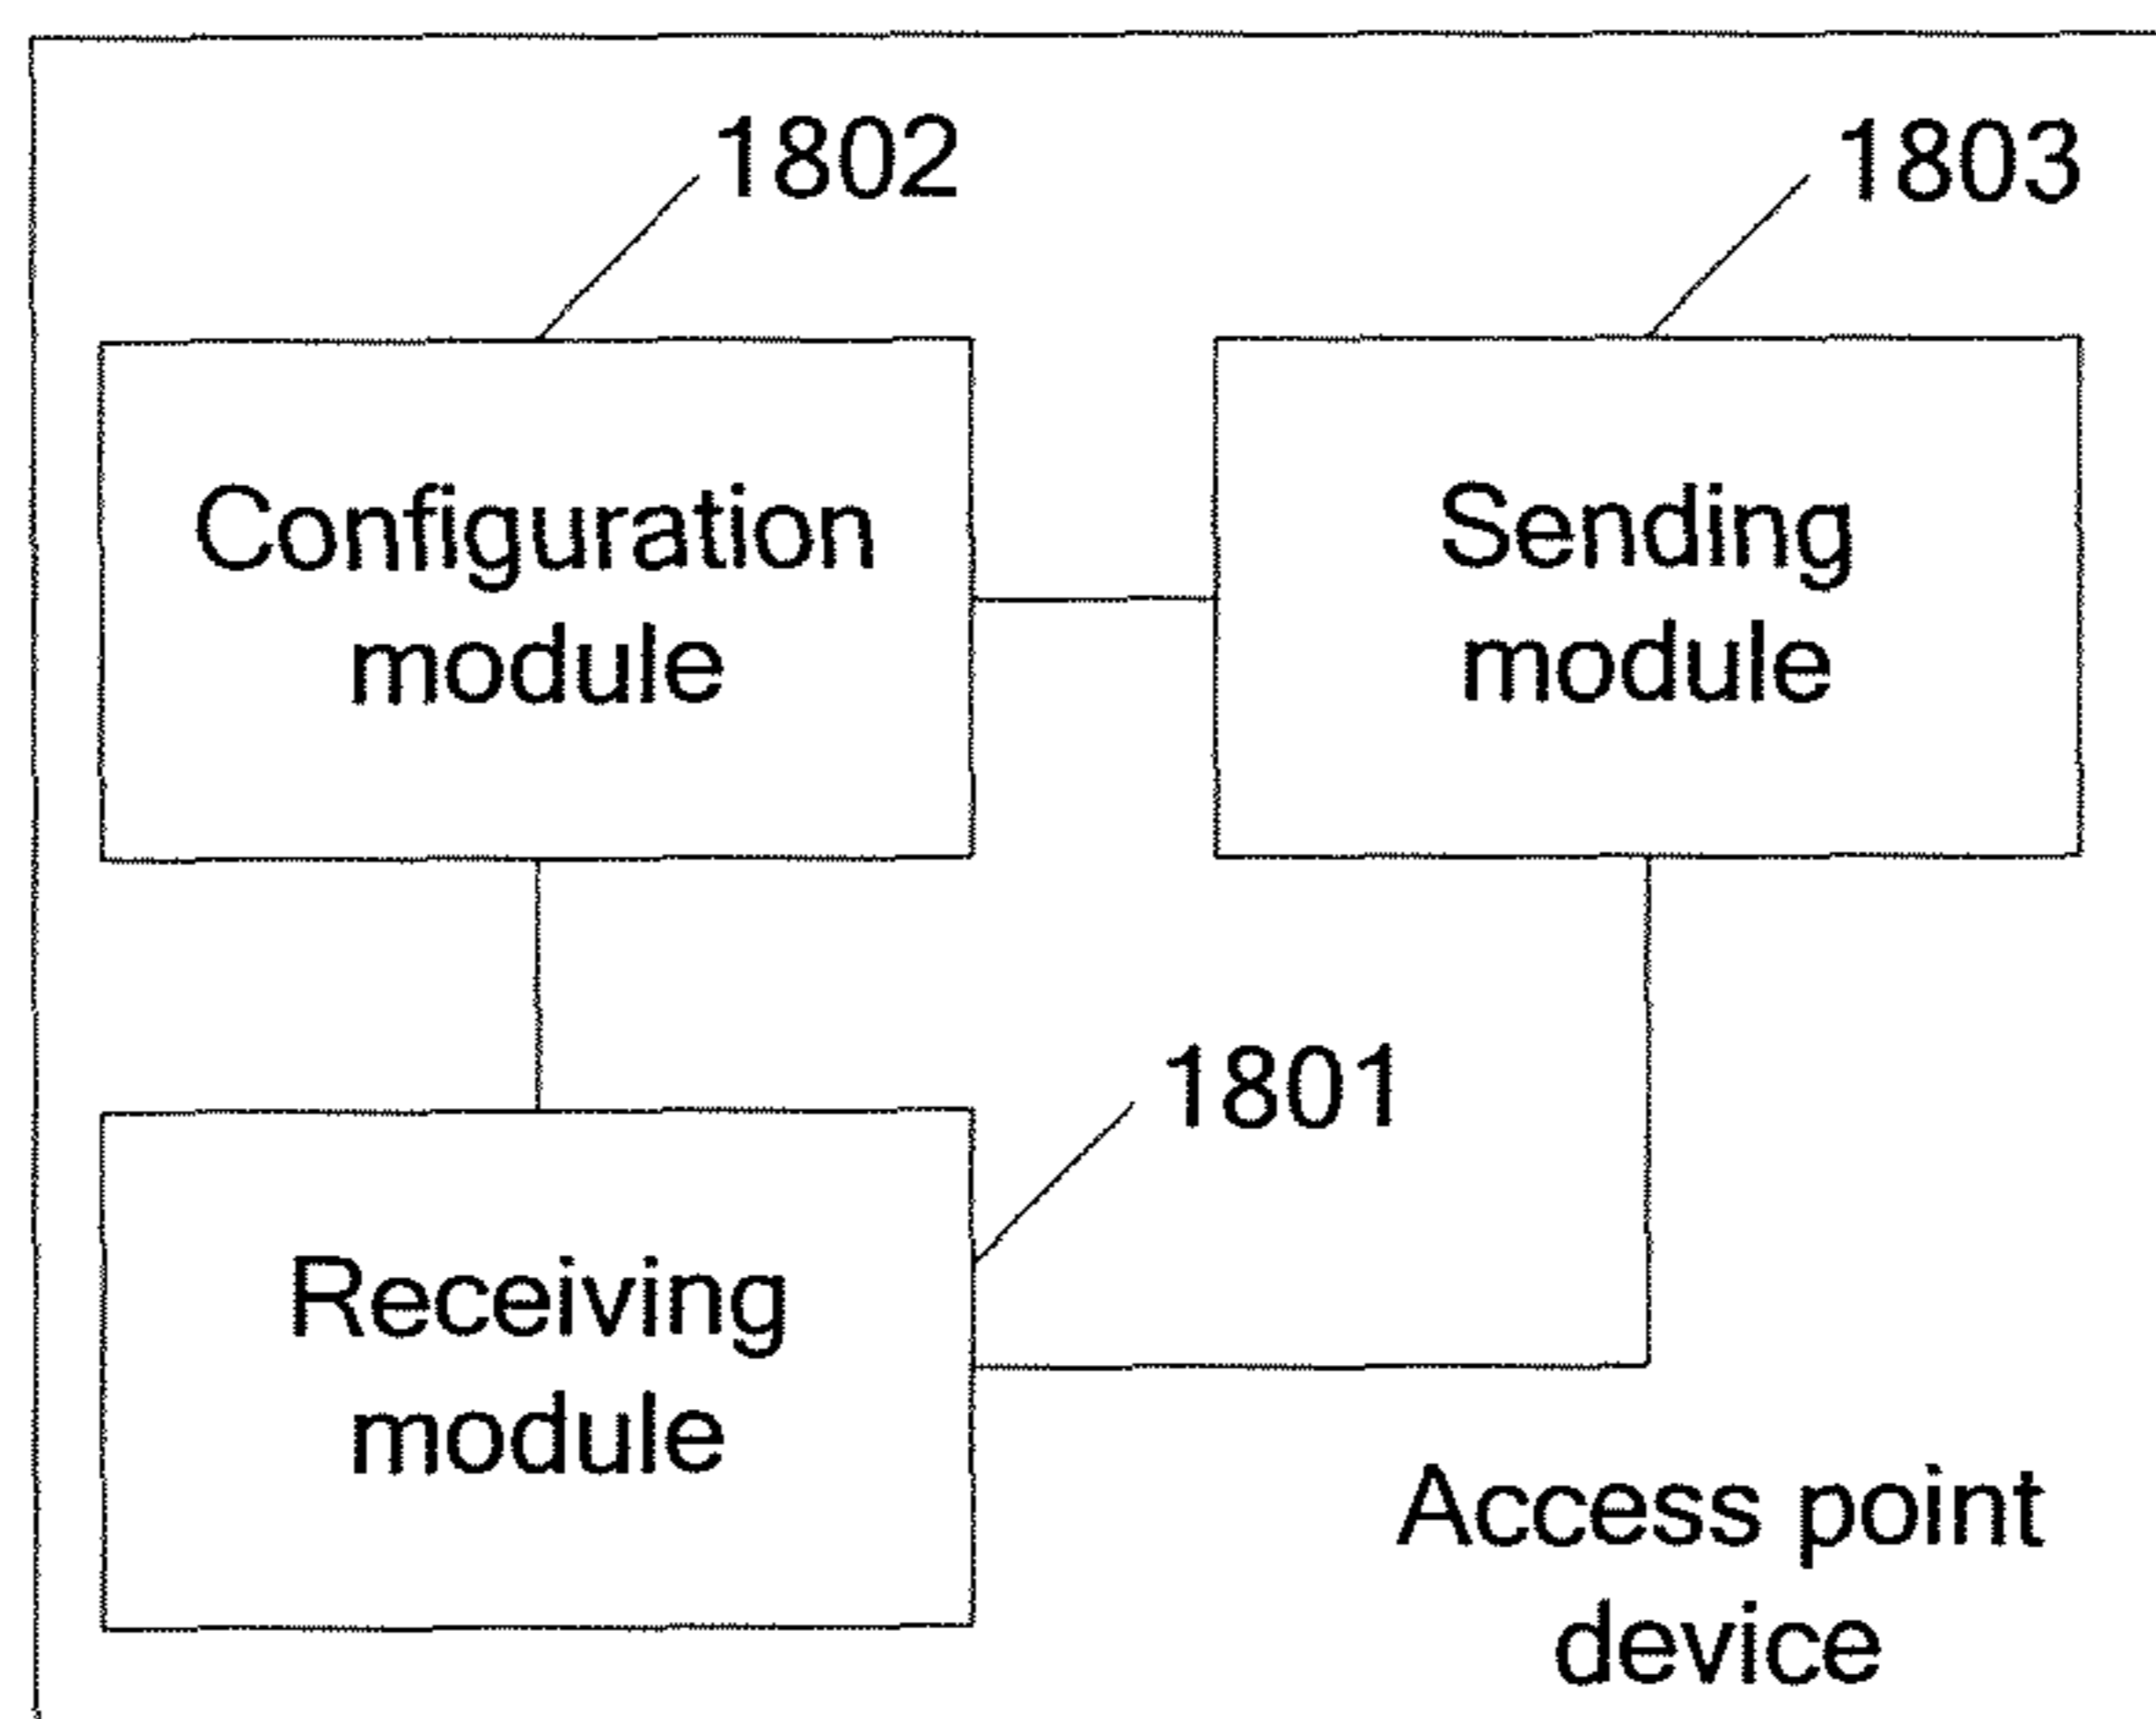 1802
1803
Configuration
module
Sending
module
1801
Receiving
module
Access point
device